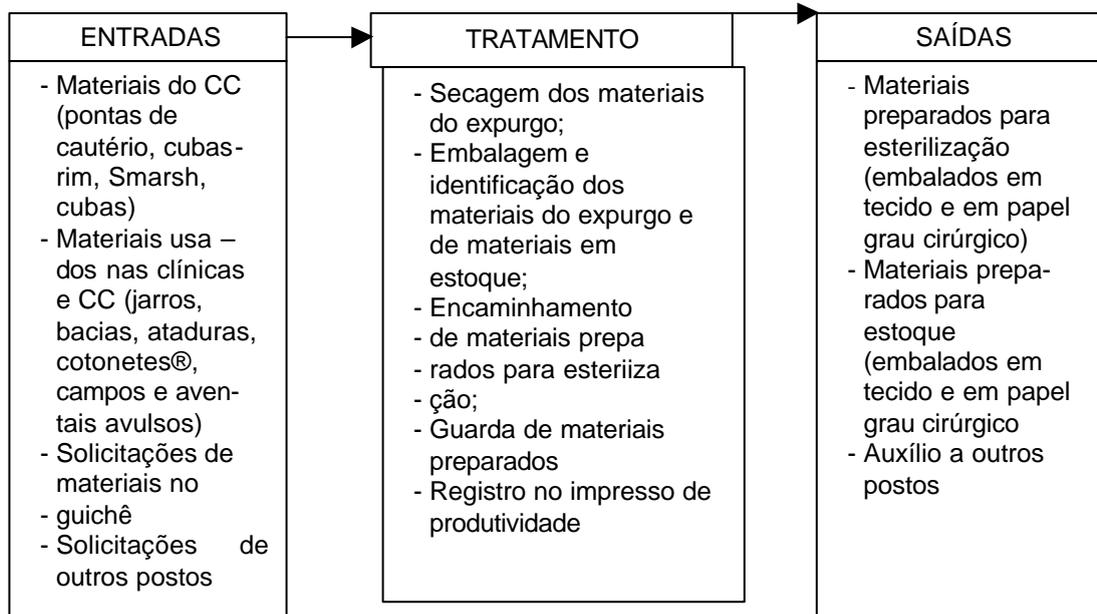 ENTRADAS
- Materiais do CC
(pontas de
cautério, cubas-
rim, Smarsh,
cubas)
- Materiais usa –
dos nas clínicas
e CC (jarros,
bacias, ataduras,
cotonetes®,
campos e aven-
tais avulsos)
- Solicitações de
materiais no
- guichê
- Solicitações de
outros postos
TRATAMENTO
- Secagem dos materiais
do expurgo;
- Embalagem e
identificação dos
materiais do expurgo e
de materiais em
estoque;
- Encaminhamento
- de materiais prepa
- rados para esteriiza
- ção;
- Guarda de materiais
preparados
- Registro no impresso de
produtividade
SAÍDAS
- Materiais
preparados para
esterilização
(embalados em
tecido e em papel
grau cirúrgico)
- Materiais prepa-
rados para
estoque
(embalados em
tecido e em papel
grau cirúrgico
- Auxílio a outros
postos